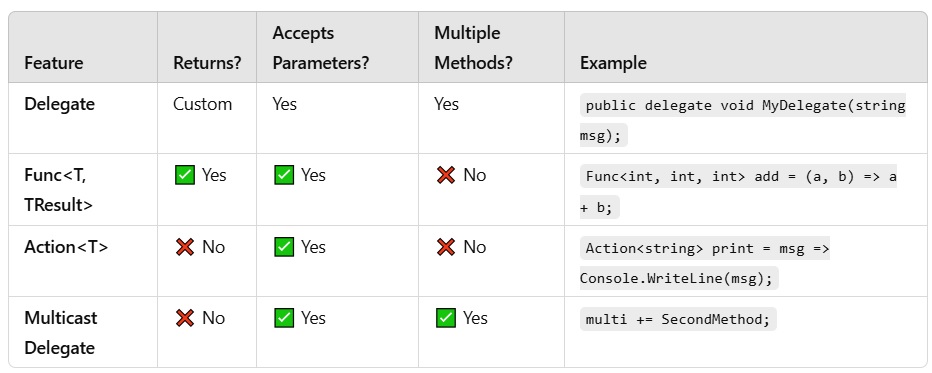 Feature Returns? Accepts Parameters? Multiple Methods? Example
Delegate Custom Yes Yes public delegate void MyDelegate(string
msg);
Func<T, ✅ Yes ✅ Yes ❌ No Func<int, int, int> add = (a, b) => a
TResult> + b;
Action<T> ❌ No ✅ Yes ❌ No Action<string> print = msg =>
Console.WriteLine(msg);
Multicast ❌ No ✅ Yes ✅ Yes multi += SecondMethod;
Delegate